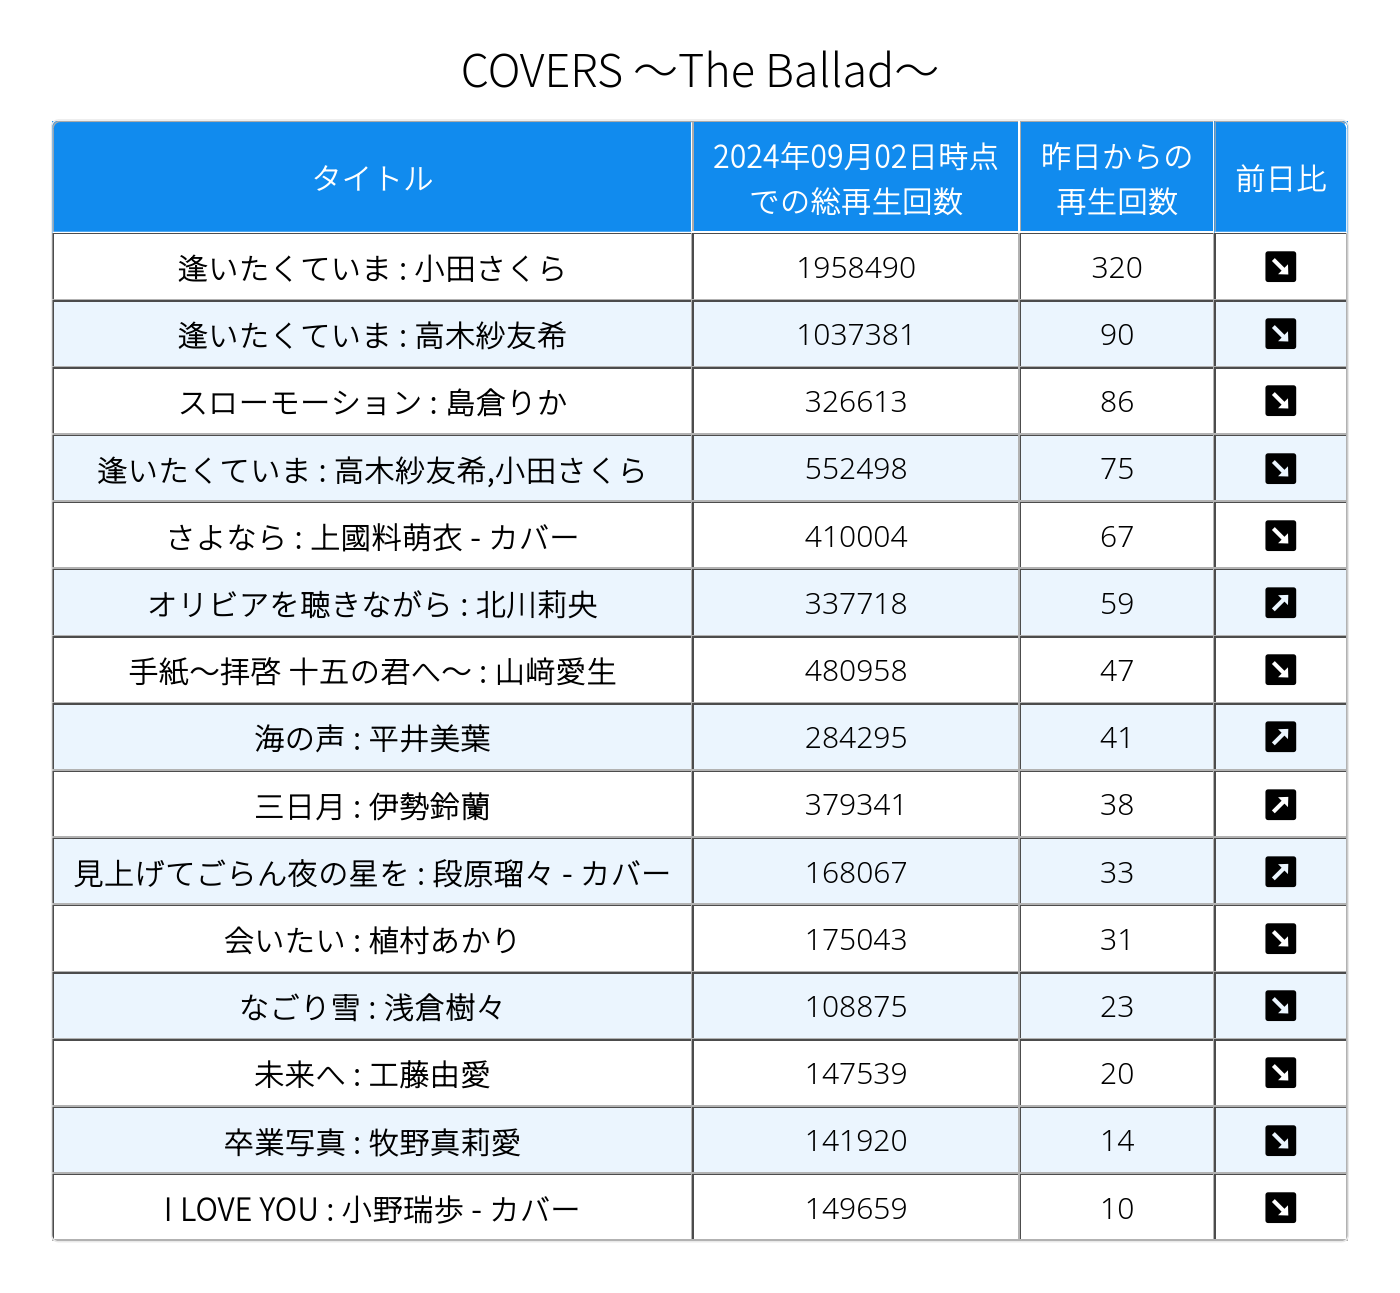 COVERS ～The Ballad～
タイトル 2024年09月02日時点での総再生回数 昨日からの再生回数 前日比
逢いたくていま : 小田さくら 1958490 320 ↘
逢いたくていま : 高木紗友希 1037381 90 ↘
スローモーション : 島倉りか 326613 86 ↘
逢いたくていま : 高木紗友希,小田さくら 552498 75 ↘
さよなら : 上國料萌衣 - カバー 410004 67 ↘
オリビアを聴きながら : 北川莉央 337718 59 ↗
手紙～拝啓 十五の君へ～ : 山﨑愛生 480958 47 ↘
海の声 : 平井美葉 284295 41 ↗
三日月 : 伊勢鈴蘭 379341 38 ↗
見上げてごらん夜の星を : 段原瑠々 - カバー 168067 33 ↗
会いたい : 植村あかり 175043 31 ↘
なごり雪 : 浅倉樹々 108875 23 ↘
未来へ : 工藤由愛 147539 20 ↘
卒業写真 : 牧野真莉愛 141920 14 ↘
I LOVE YOU : 小野瑞歩 - カバー 149659 10 ↘